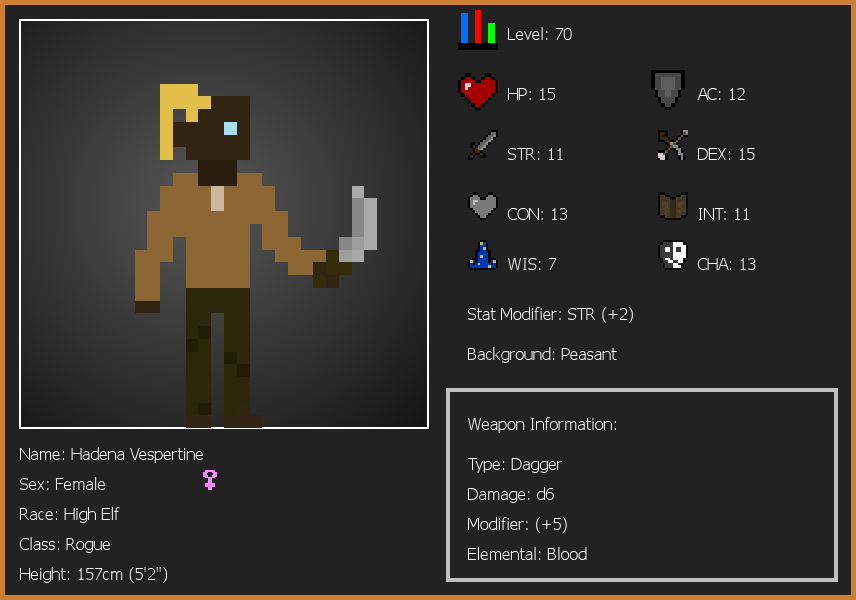 Level: 70
HP: 15
AC: 12
STR: 11
DEX: 15
CON: 13
INT: 11
WIS: 7
CHA: 13
Stat Modifier: STR (+2)
Background: Peasant
Weapon Information:
Type: Dagger
Damage: d6
Modifier: (+5)
Elemental: Blood
Name: Hadena Vespertine
Sex: Female
Race: High Elf
Class: Rogue
Height: 157cm (5'2")